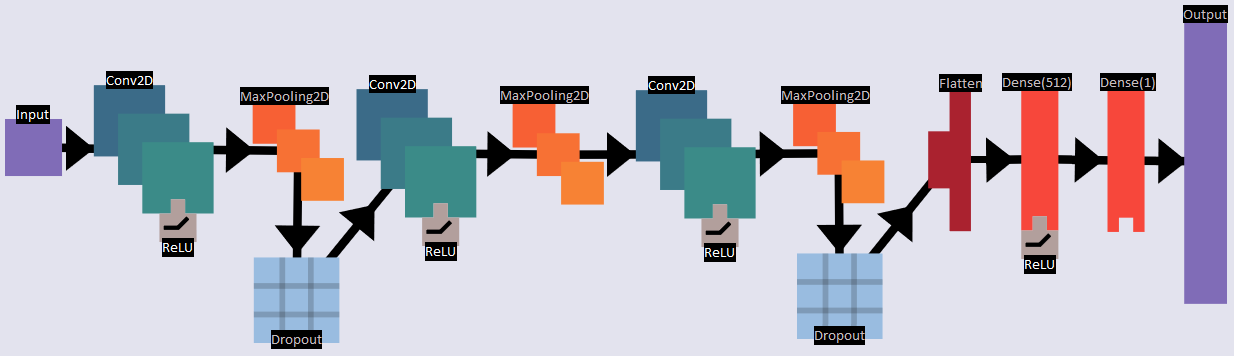 Input
Conv2D
ReLU
MaxPooling2D
Dropout
Conv2D
ReLU
MaxPooling2D
Conv2D
ReLU
MaxPooling2D
Dropout
Flatten
Dense(512)
ReLU
Dense(1)
Output